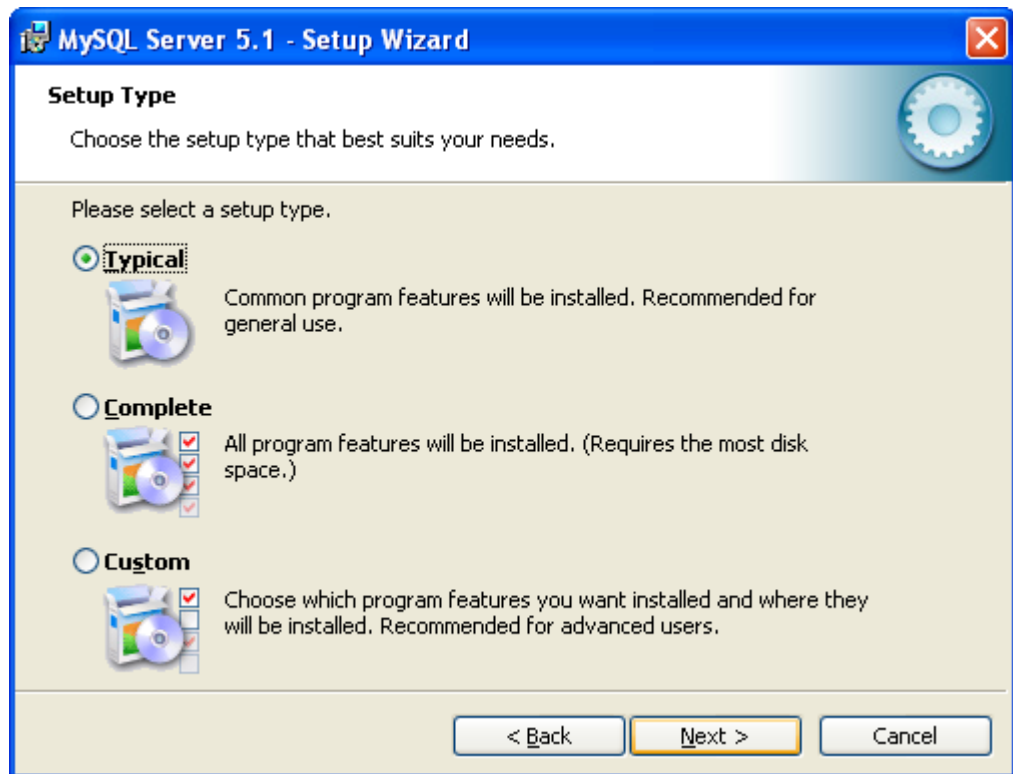 MySQL Server 5.1 - Setup Wizard
Setup Type
Choose the setup type that best suits your needs.
Please select a setup type.
Typical
Common program features will be installed. Recommended for
general use.
Complete
All program features will be installed. (Requires the most disk
space.)
Custom
Choose which program features you want installed and where they
will be installed. Recommended for advanced users.
< Back
Next >
Cancel